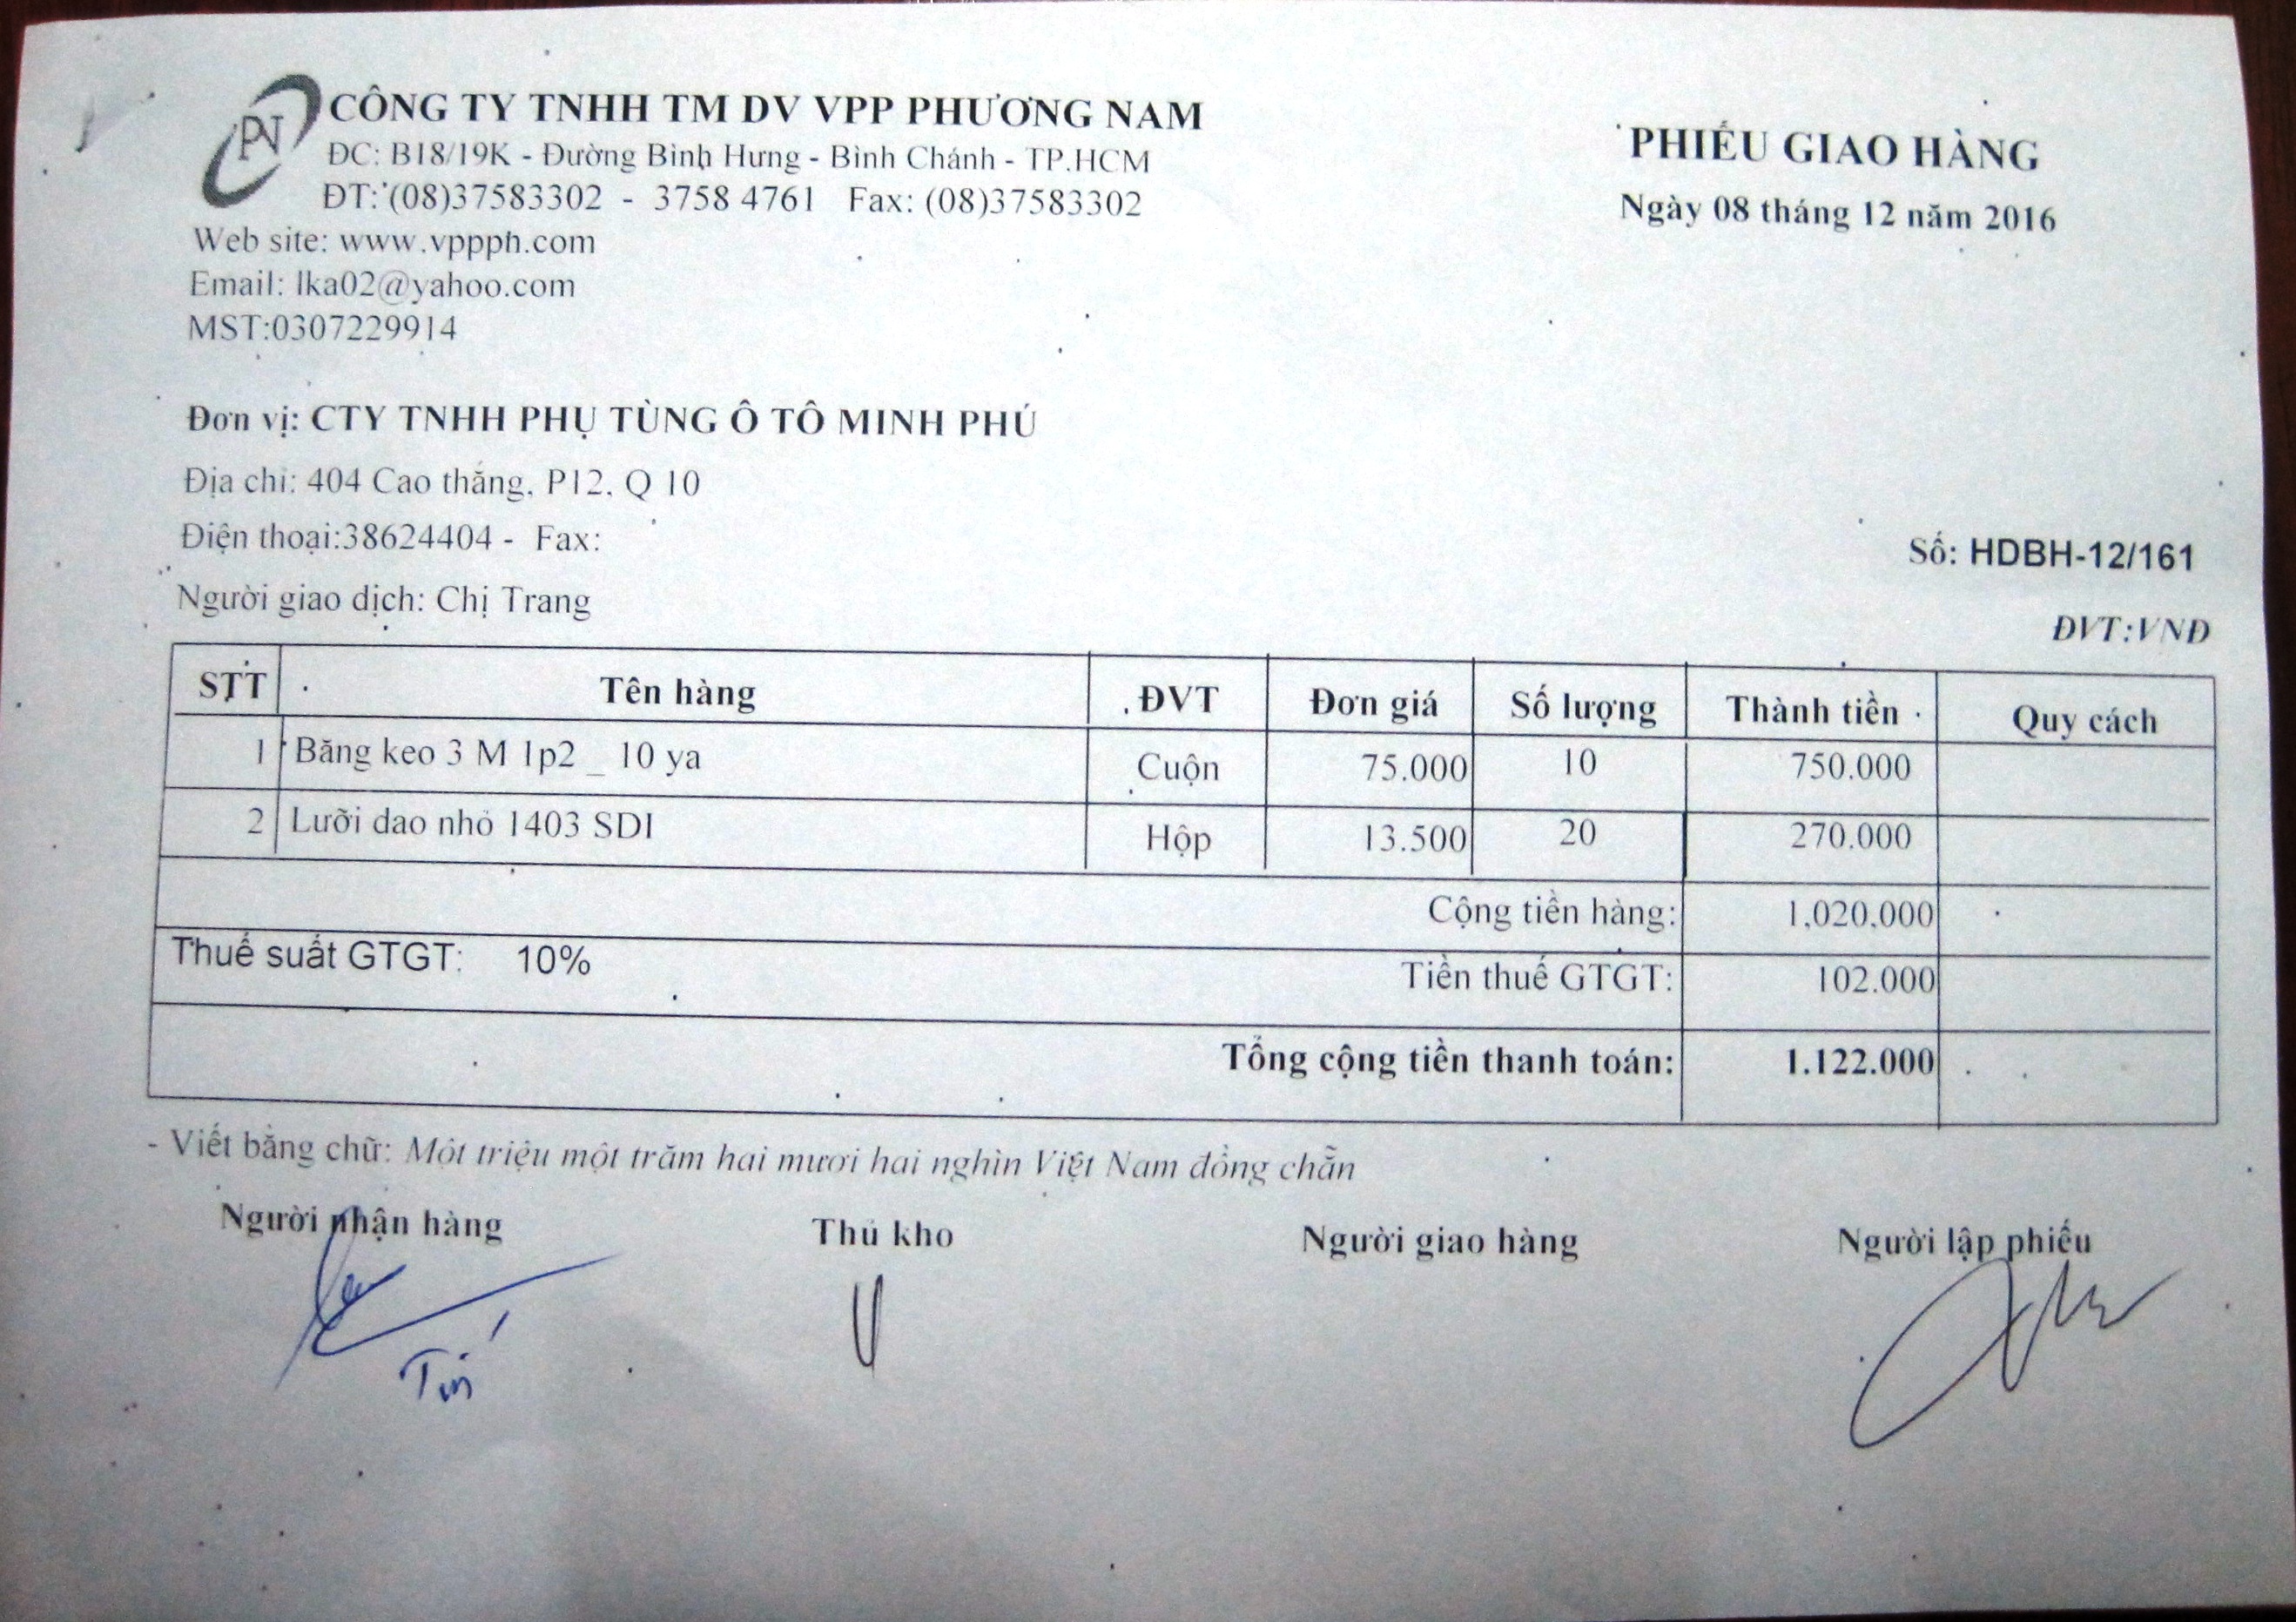 PN
CÔNG TY TNHH TM DV VPP PHƯƠNG NAM
ĐC: B18/19K - Đường Bình Hưng - Bình Chánh - TP.HCM
ĐT: (08)37583302 - 3758 4761 Fax: (08)37583302
Web site: www.vpppn.com
Email: lka02@yahoo.com
MST:0307229914
PHIẾU GIAO HÀNG
Ngày 08 tháng 12 năm 2016
Đơn vị: CTY TNHH PHỤ TÙNG Ô TÔ MINH PHÚ
Địa chỉ: 404 Cao thắng, P12, Q 10
Điện thoại:38624404 - Fax:
Số: HDBH-12/161
Người giao dịch: Chị Trang
ĐVT:VNĐ
STT Tên hàng ĐVT Đơn giá Số lượng Thành tiền Quy cách
1 Băng keo 3 M 1p2 _ 10 ya Cuộn 75.000 10 750.000
2 Lưỡi dao nhỏ 1403 SDI Hộp 13.500 20 270.000
Cộng tiền hàng: 1,020.000
Thuế suất GTGT: 10% Tiền thuế GTGT: 102.000
Tổng cộng tiền thanh toán: 1.122.000
- Viết bằng chữ: Một triệu một trăm hai mươi hai nghìn Việt Nam đồng chẵn
Người nhận hàng Thủ kho Người giao hàng Người lập phiếu
Tín